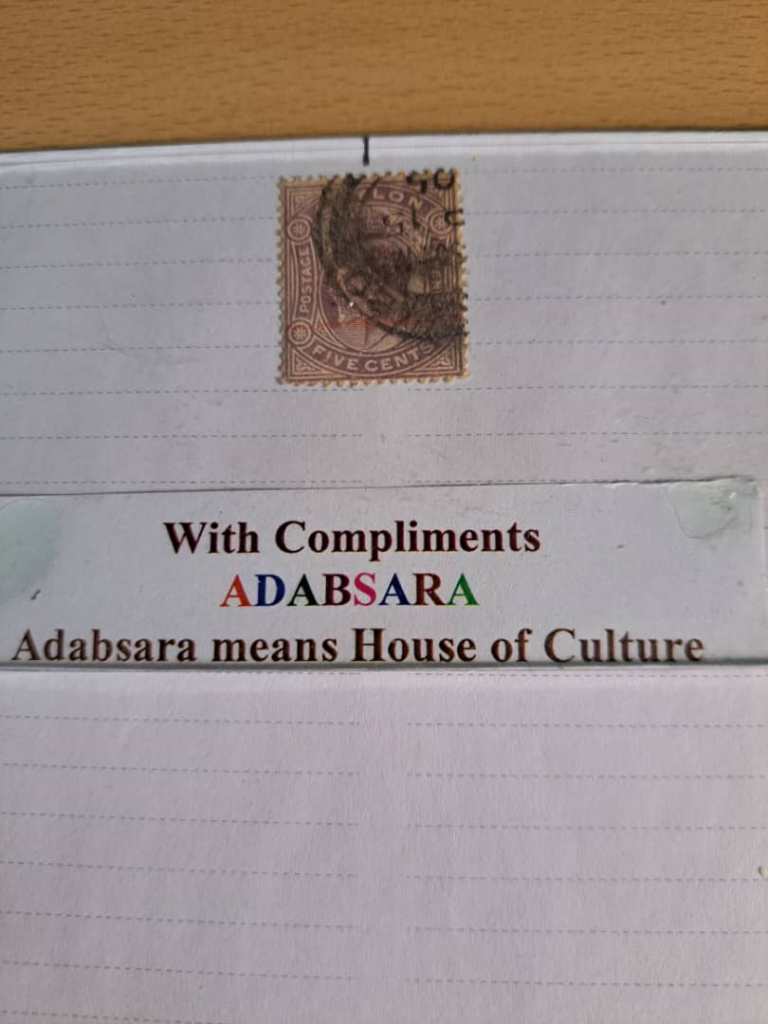 POSTAGE
FIVE CENTS
With Compliments
ADABSARA
Adabsara means House of Culture